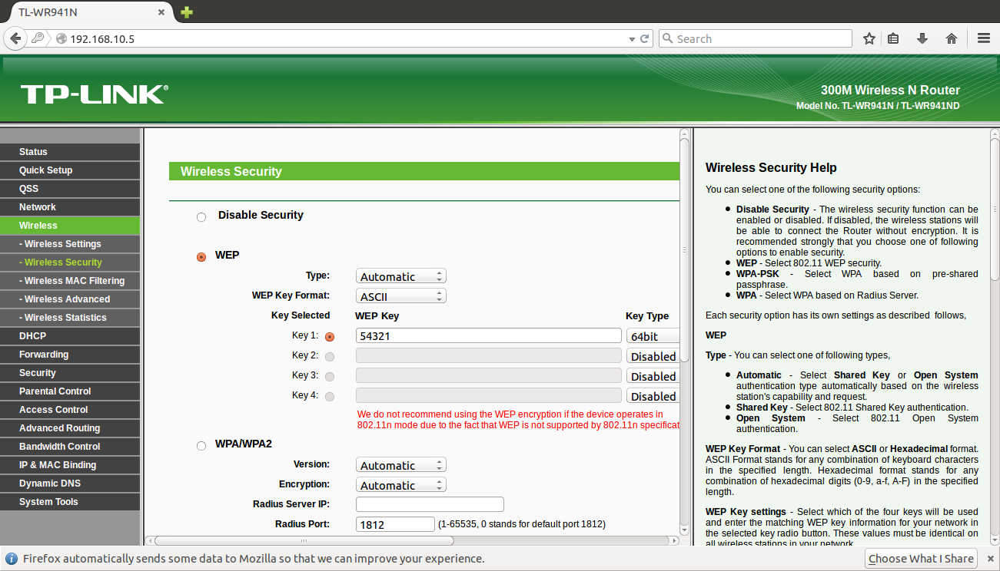 TL-WR941N
192.168.10.5
Search
TP-LINK®
300M Wireless N Router
Model No. TL-WR941N / TL-WR941ND
Status
Quick Setup
QSS
Network
Wireless
- Wireless Settings
- Wireless Security
- Wireless MAC Filtering
- Wireless Advanced
- Wireless Statistics
DHCP
Forwarding
Security
Parental Control
Access Control
Advanced Routing
Bandwidth Control
IP & MAC Binding
Dynamic DNS
System Tools
Wireless Security
Disable Security
WEP
Type: Automatic
WEP Key Format: ASCII
Key Selected WEP Key Key Type
Key 1: 54321 64bit
Key 2: Disabled
Key 3: Disabled
Key 4: Disabled
We do not recommend using the WEP encryption if the device operates in
802.11n mode due to the fact that WEP is not supported by 802.11n specificat
WPA/WPA2
Version: Automatic
Encryption: Automatic
Radius Server IP:
Radius Port: 1812 (1-65535, 0 stands for default port 1812)
Wireless Security Help
You can select one of the following security options:
● Disable Security - The wireless security function can be
enabled or disabled. If disabled, the wireless stations will
be able to connect the Router without encryption. It is
recommended strongly that you choose one of following
options to enable security.
● WEP - Select 802.11 WEP security.
● WPA-PSK - Select WPA based on pre-shared
passphrase.
● WPA - Select WPA based on Radius Server.
Each security option has its own settings as described follows,
WEP
Type - You can select one of following types,
● Automatic - Select Shared Key or Open System
authentication type automatically based on the wireless
station's capability and request.
● Shared Key - Select 802.11 Shared Key authentication.
● Open System - Select 802.11 Open System
authentication.
WEP Key Format - You can select ASCII or Hexadecimal format.
ASCII Format stands for any combination of keyboard characters
in the specified length. Hexadecimal format stands for any
combination of hexadecimal digits (0-9, a-f, A-F) in the specified
length.
WEP Key settings - Select which of the four keys will be used
and enter the matching WEP key information for your network in
the selected key radio button. These values must be identical on
all wireless stations in your network.
Firefox automatically sends some data to Mozilla so that we can improve your experience.
Choose What I Share